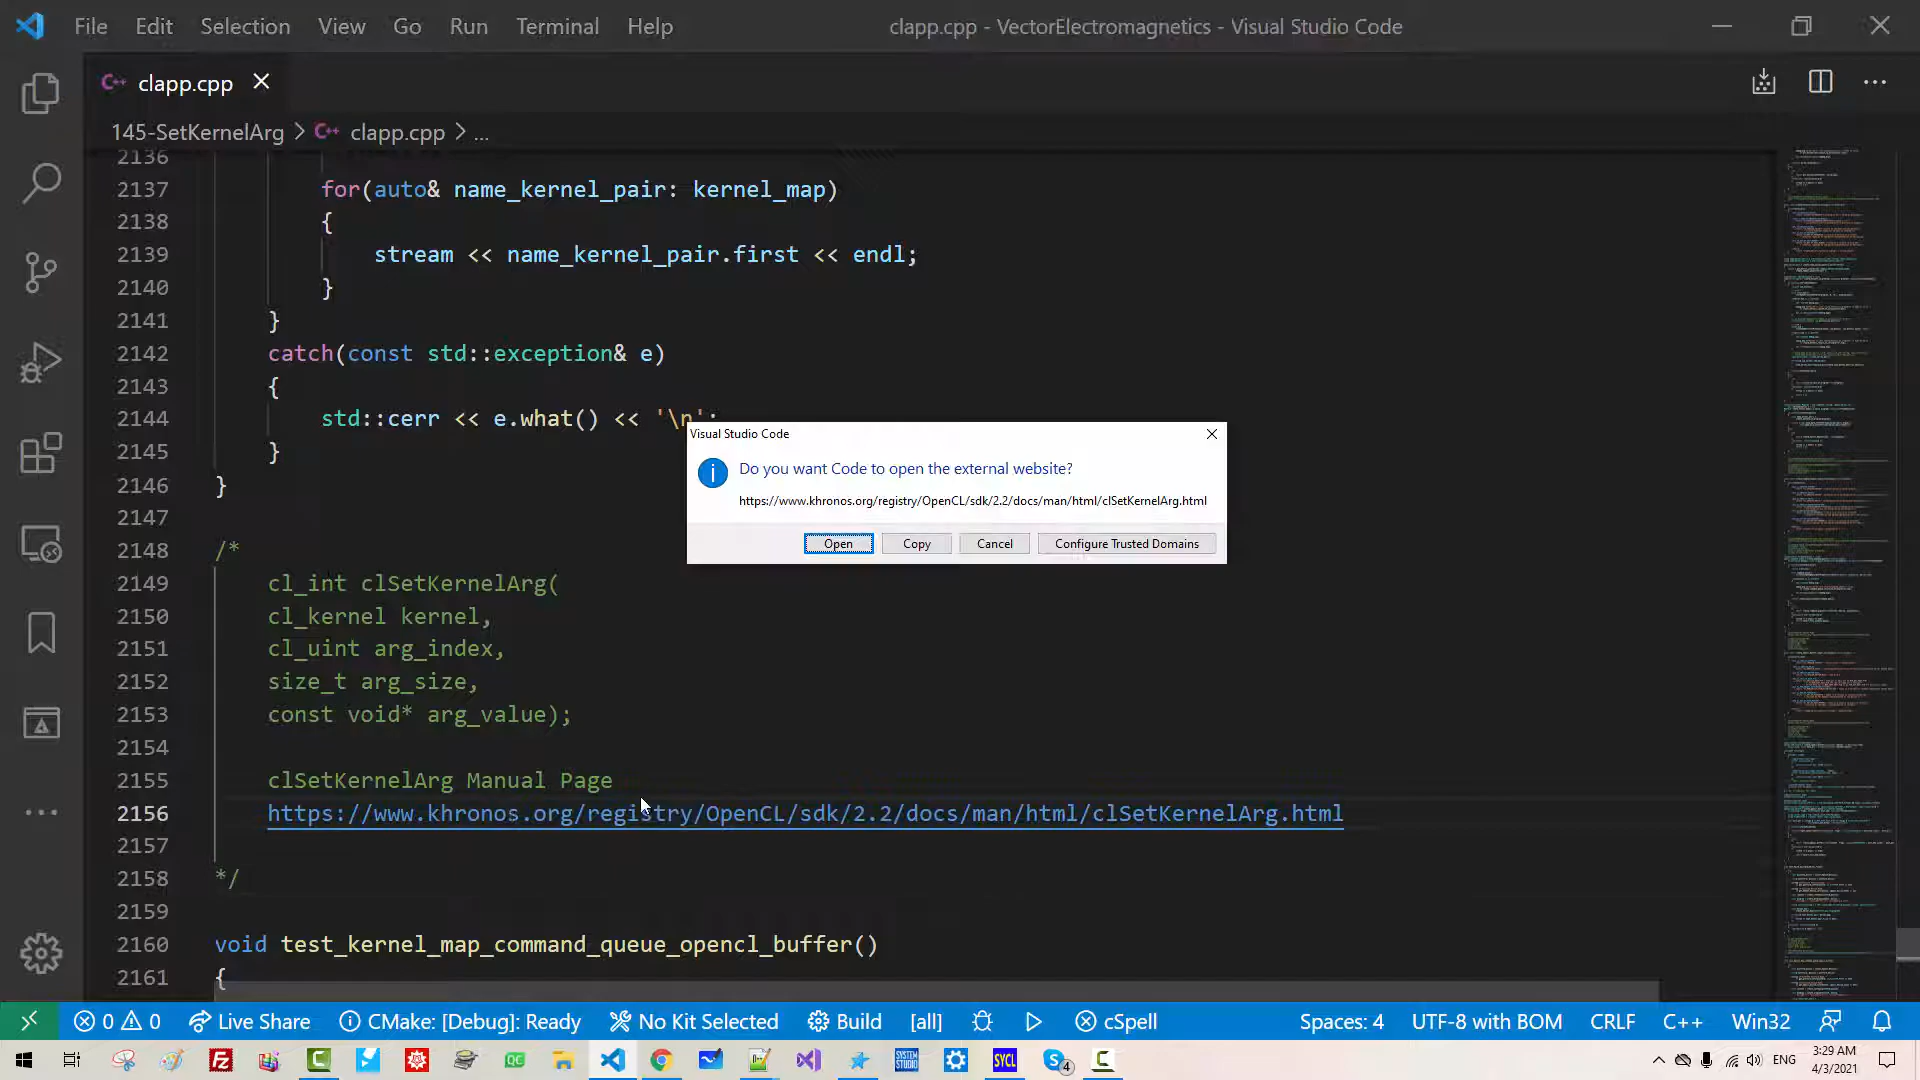 File Edit Selection View Go Run Terminal Help
clapp.cpp - VectorElectromagnetics - Visual Studio Code
C++ clapp.cpp
145-SetKernelArg > C++ clapp.cpp > ...
2136
2137 for(auto& name_kernel_pair: kernel_map)
2138 {
2139 stream << name_kernel_pair.first << endl;
2140 }
2141 }
2142 catch(const std::exception& e)
2143 {
2144 std::cerr << e.what() << '\n';
2145 }
2146 }
2147
2148 /*
2149 cl_int clSetKernelArg(
2150 cl_kernel kernel,
2151 cl_uint arg_index,
2152 size_t arg_size,
2153 const void* arg_value);
2154
2155 clSetKernelArg Manual Page
2156 https://www.khronos.org/registry/OpenCL/sdk/2.2/docs/man/html/clSetKernelArg.html
2157
2158 */
2159
2160 void test_kernel_map_command_queue_opencl_buffer()
2161 {
Visual Studio Code
Do you want Code to open the external website?
https://www.khronos.org/registry/OpenCL/sdk/2.2/docs/man/html/clSetKernelArg.html
Open Copy Cancel Configure Trusted Domains
0 0 Live Share CMake: [Debug]: Ready No Kit Selected Build [all] cSpell Spaces: 4 UTF-8 with BOM CRLF C++ Win32
QC SYSTEM STUDIO SYCL 4 ENG 3:29 AM
4/3/2021